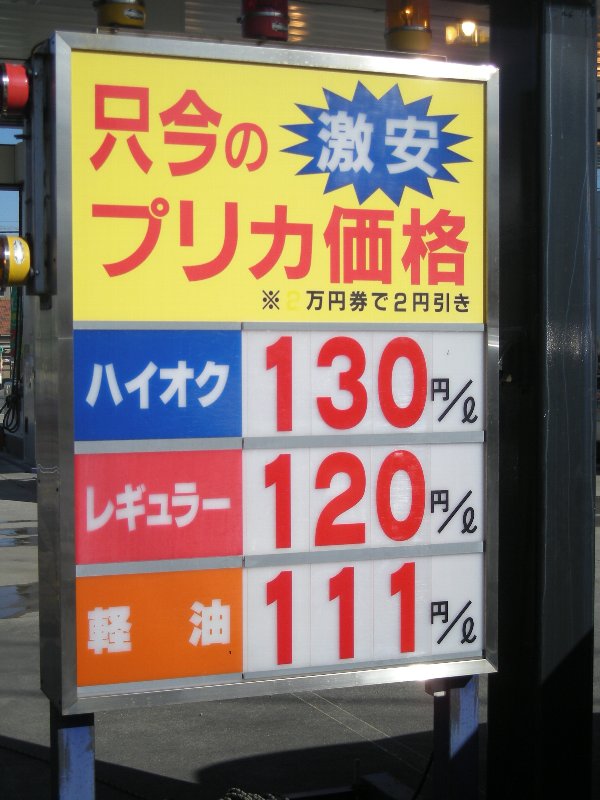 只今の 激安
プリカ価格
※2万円券で2円引き
ハイオク 130円/ℓ
レギュラー 120円/ℓ
軽油 111円/ℓ